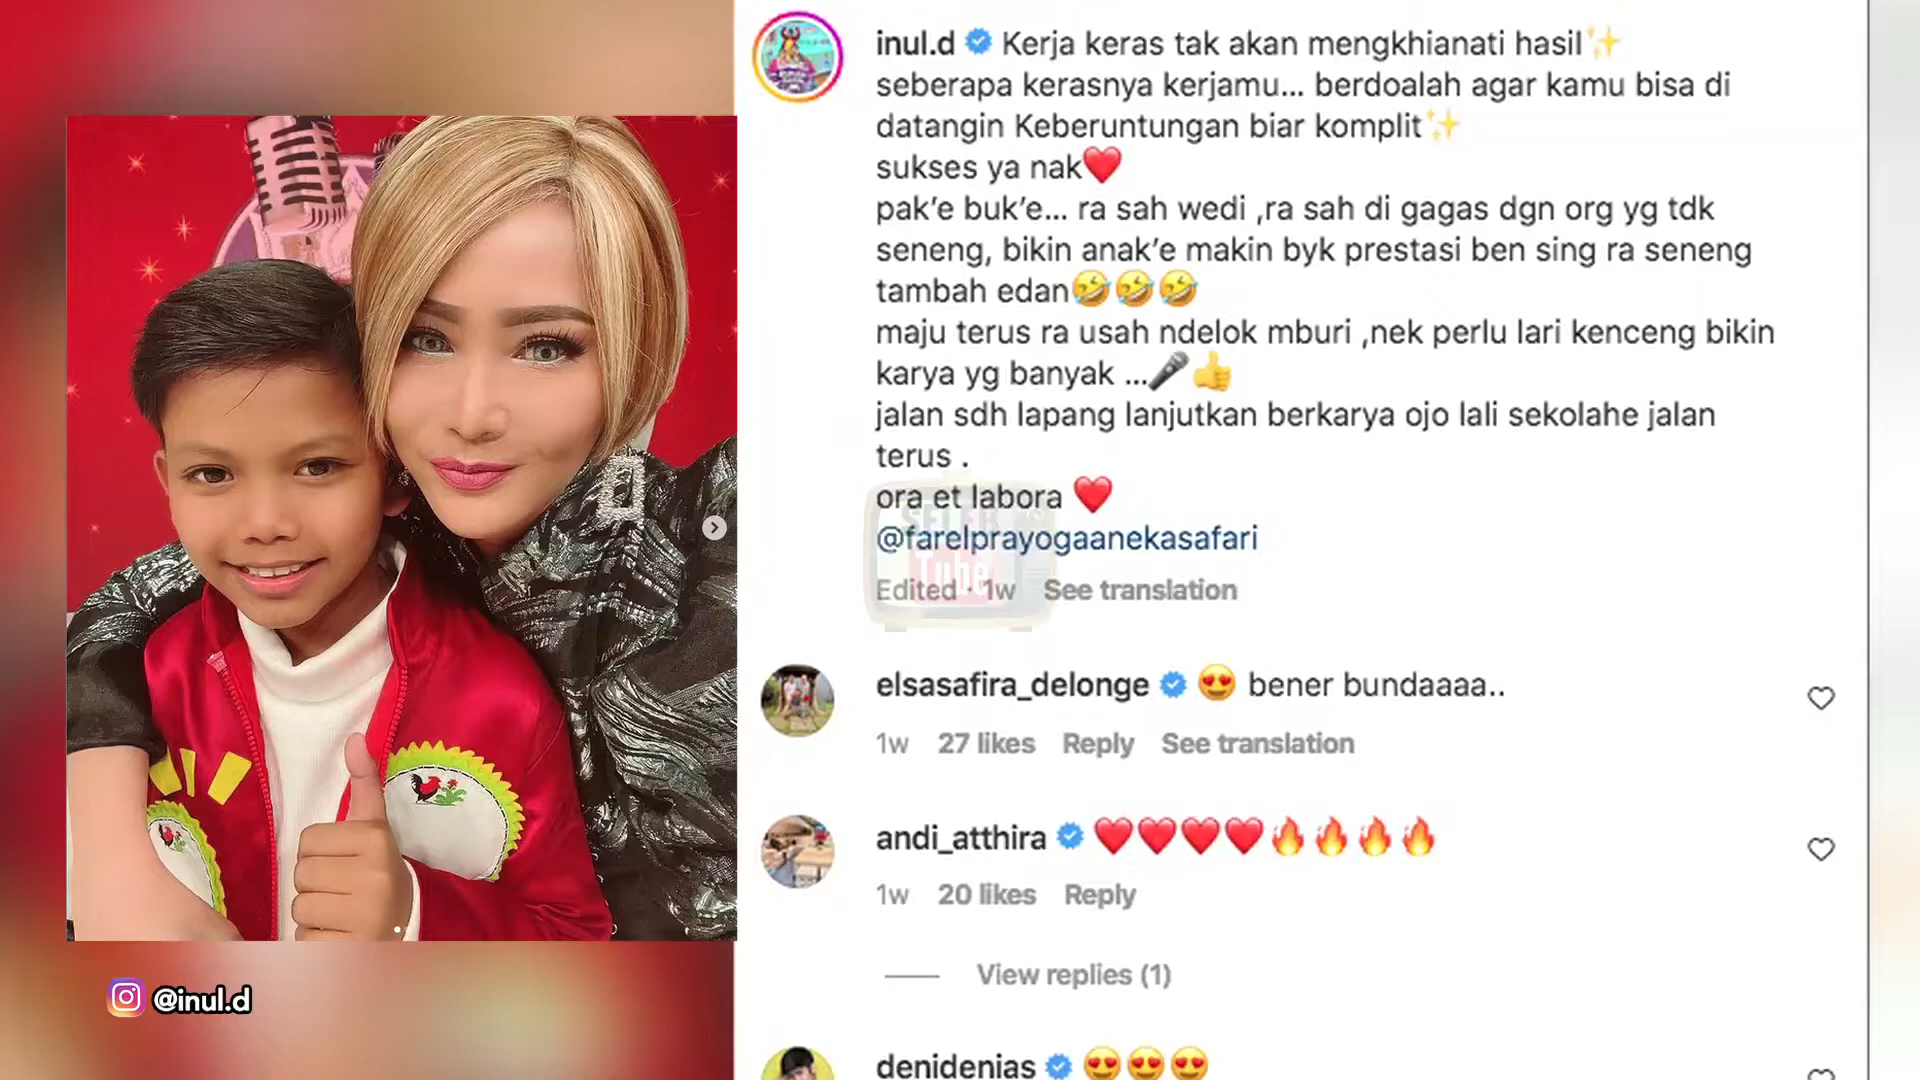 inul.d Kerja keras tak akan mengkhianati hasil✨
seberapa kerasnya kerjamu... berdoalah agar kamu bisa di
datangin Keberuntungan biar komplit✨
sukses ya nak❤️
pak’e buk’e... ra sah wedi ,ra sah di gagas dgn org yg tdk
seneng, bikin anak’e makin byk prestasi ben sing ra seneng
tambah edan🤣🤣🤣
maju terus ra usah ndelok mburi ,nek perlu lari kenceng bikin
karya yg banyak ...🎤👍
jalan sdh lapang lanjutkan berkarya ojo lali sekolahe jalan
terus .
ora et labora ❤️
@farelprayogaanekasafari
Edited · 1w See translation
SELEB
Tube
elsasafira_delonge 😍 bener bundaaaa..
1w 27 likes Reply See translation
andi_atthira ❤️❤️❤️❤️🔥🔥🔥🔥
1w 20 likes Reply
View replies (1)
denidenias 😍😍😍
@inul.d